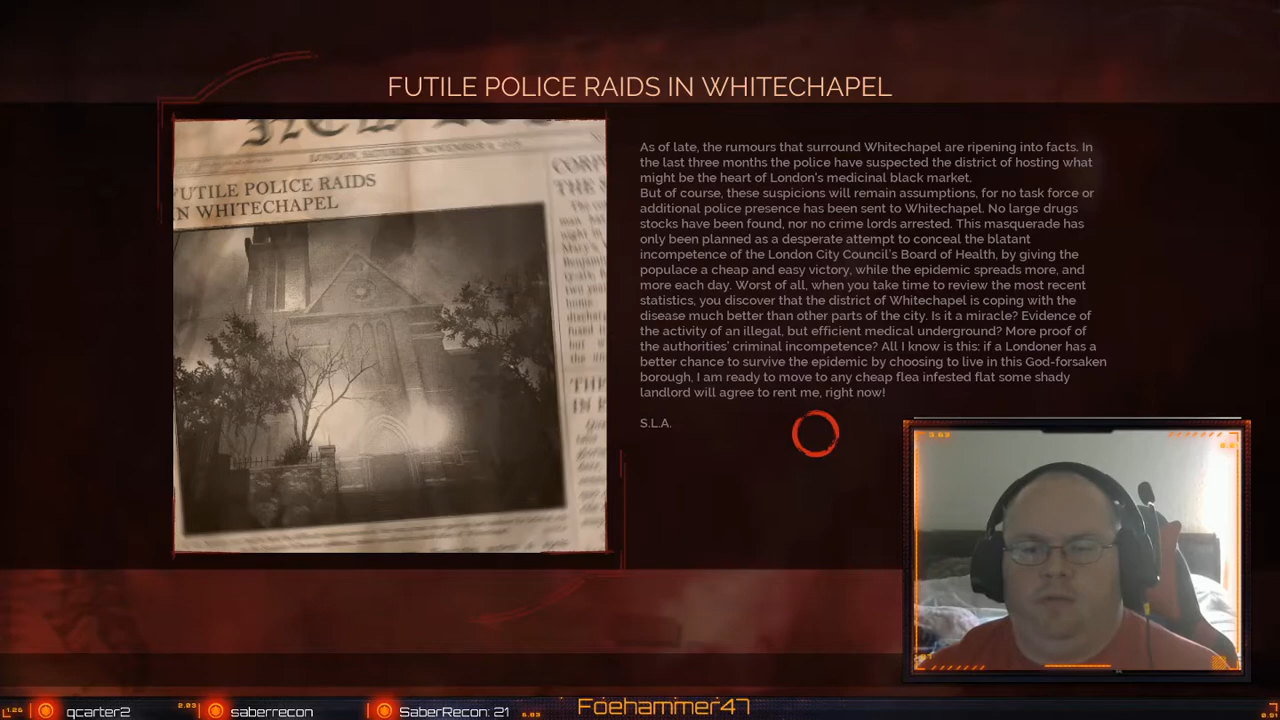 FUTILE POLICE RAIDS IN WHITECHAPEL
UTILE POLICE RAIDS
N WHITECHAPEL
As of late, the rumours that surround Whitechapel are ripening into facts. In
the last three months the police have suspected the district of hosting what
might be the heart of London's medicinal black market.
But of course, these suspicions will remain assumptions, for no task force or
additional police presence has been sent to Whitechapel. No large drugs
stocks have been found, nor no crime lords arrested. This masquerade has
only been planned as a desperate attempt to conceal the blatant
incompetence of the London City Council's Board of Health, by giving the
populace a cheap and easy victory, while the epidemic spreads more, and
more each day. Worst of all, when you take time to review the most recent
statistics, you discover that the district of Whitechapel is coping with the
disease much better than other parts of the city. Is it a miracle? Evidence of
the activity of an illegal, but efficient medical underground? More proof of
the authorities' criminal incompetence? All I know is this: if a Londoner has a
better chance to survive the epidemic by choosing to live in this God-forsaken
borough, I am ready to move to any cheap flea infested flat some shady
landlord will agree to rent me, right now!
S.L.A.
3.63
1.26
qcarter2
saberrecon
SaberRecon: 21
6.03
Foehammer47